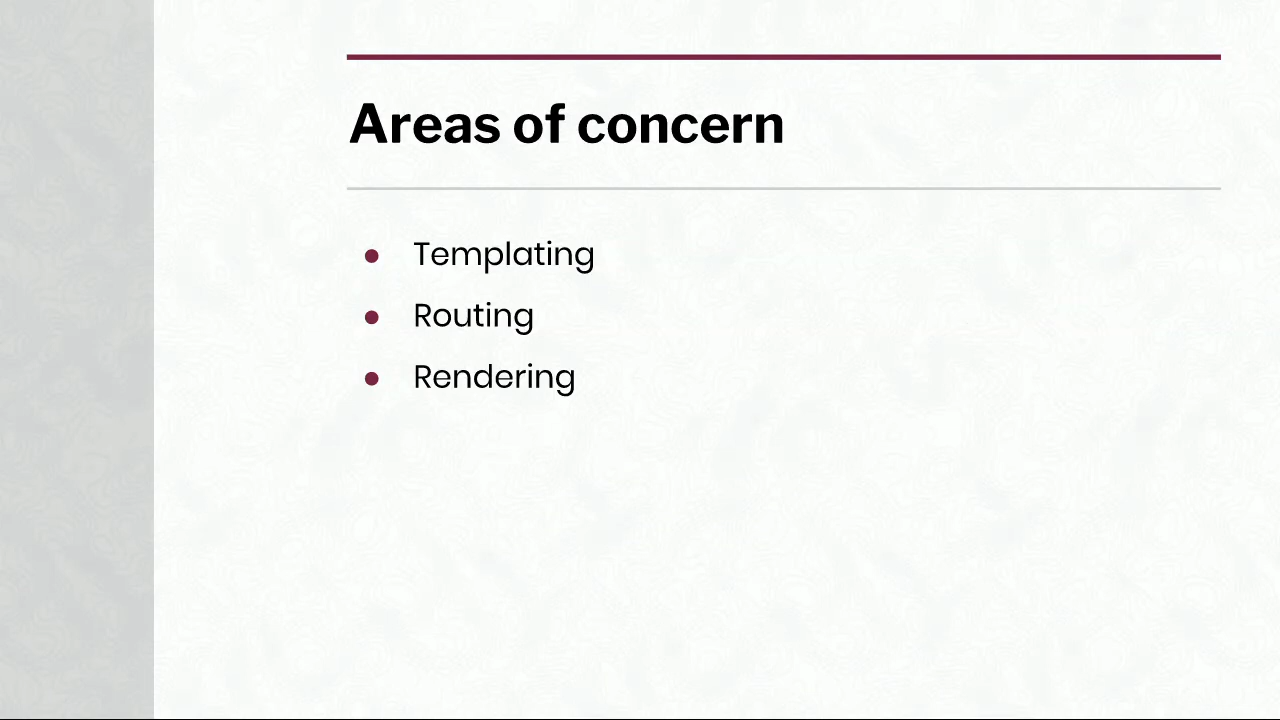 Areas of concern
● Templating
● Routing
● Rendering